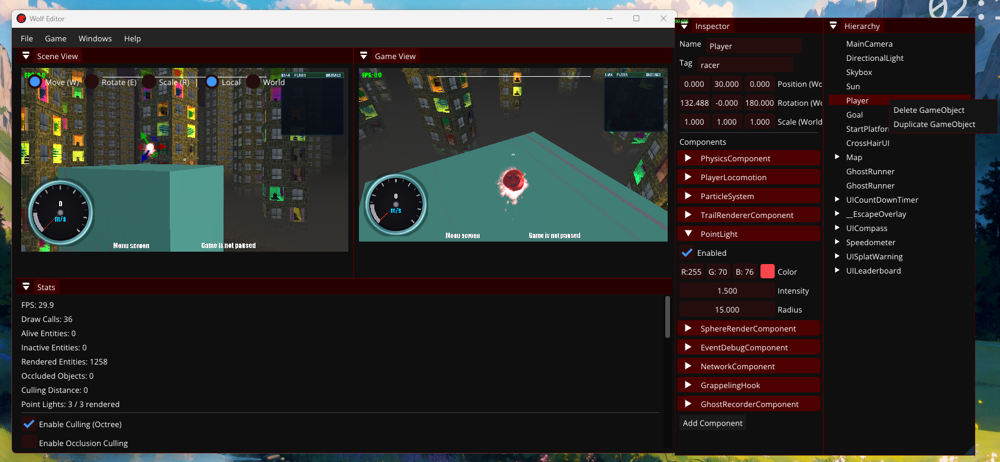 02:
Wolf Editor
File Game Windows Help
Scene View
FPS: 0.0
Move (W) Rotate (E) Scale (R) | Local World
RANK PLAYER DISTANCE
0
m/s
Menu screen
Game is not paused
Game View
FPS: 0.0
RANK PLAYER DISTANCE
0
m/s
Menu screen
Game is not paused
Stats
FPS: 29.9
Draw Calls: 36
Alive Entities: 0
Inactive Entities: 0
Rendered Entities: 1258
Occluded Objects: 0
Culling Distance: 0
Point Lights: 3 / 3 rendered
Enable Culling (Octree)
Enable Occlusion Culling
90 FPS
Inspector
Name Player
Tag racer
0.000 30.000 0.000 Position (Wo
132.488 -0.000 180.000 Rotation (Wo
1.000 1.000 1.000 Scale (World
Components
PhysicsComponent
PlayerLocomotion
ParticleSystem
TrailRendererComponent
PointLight
Enabled
R:255 G: 70 B: 76 Color
1.500 Intensity
15.000 Radius
SphereRenderComponent
EventDebugComponent
NetworkComponent
GrappelingHook
GhostRecorderComponent
Add Component
Hierarchy
MainCamera
DirectionalLight
Skybox
Sun
Player
Goal
StartPlatfor
CrossHairUI
Map
GhostRunner
GhostRunner
UICountDownTimer
__EscapeOverlay
UICompass
Speedometer
UISplatWarning
UILeaderboard
Delete GameObject
Duplicate GameObject